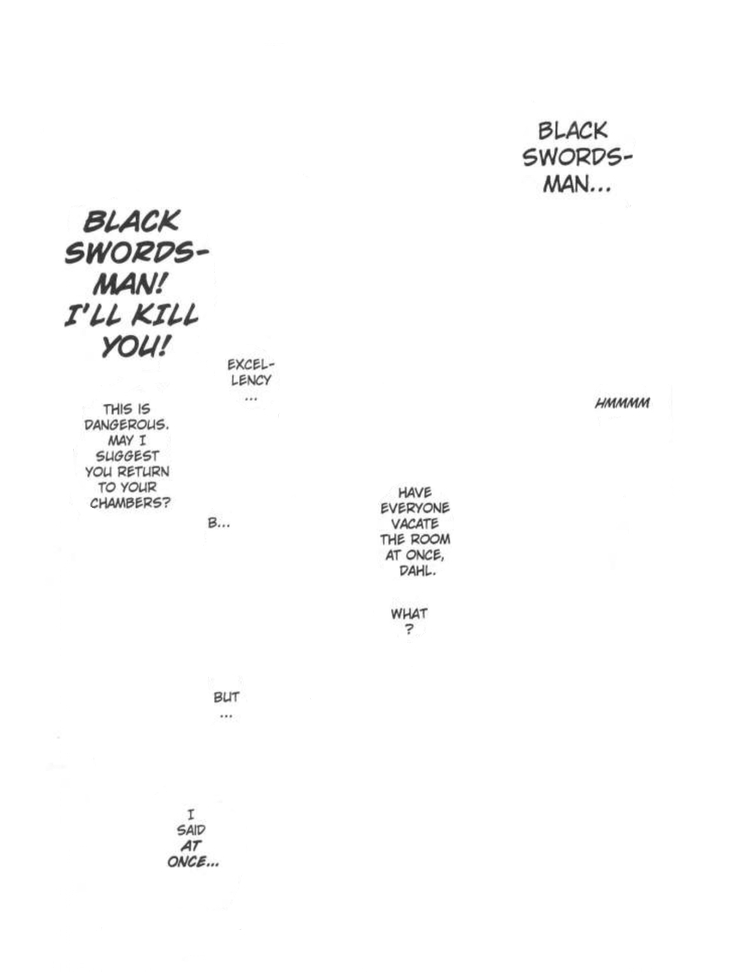 BLACK
SWORDS-
MAN...
BLACK
SWORDS-
MAN!
I'LL KILL
YOU!
HMMMM
EXCEL-
LENCY
...
THIS IS
DANGEROUS.
MAY I
SUGGEST
YOU RETURN
TO YOUR
CHAMBERS?
HAVE
EVERYONE
VACATE
THE ROOM
AT ONCE,
DAHL.
WHAT
?
B...
BUT
...
I
SAID
AT
ONCE...